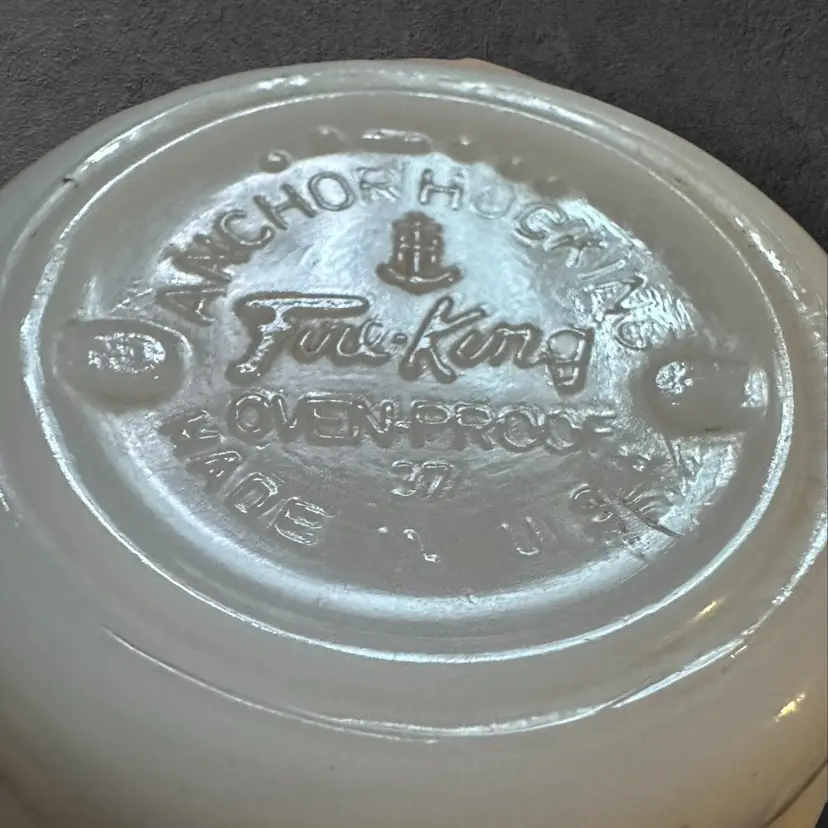 ANCHOR HOCKING
Fire-King
OVEN-PROOF
37
MADE IN U.S.A.